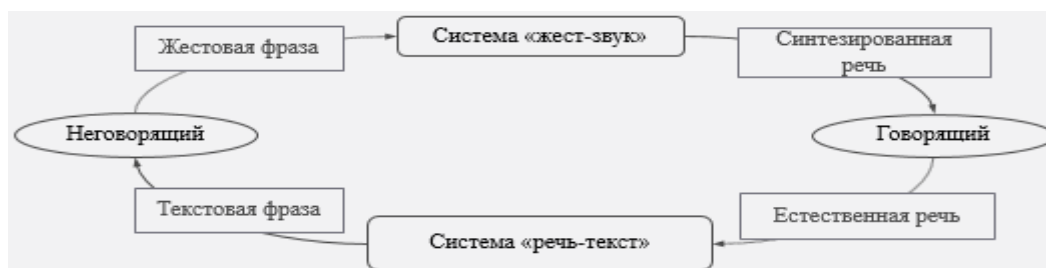 Жестовая фраза
Система «жест-звук»
Синтезированная
речь
Неговорящий
Говорящий
Текстовая фраза
Система «речь-текст»
Естественная речь